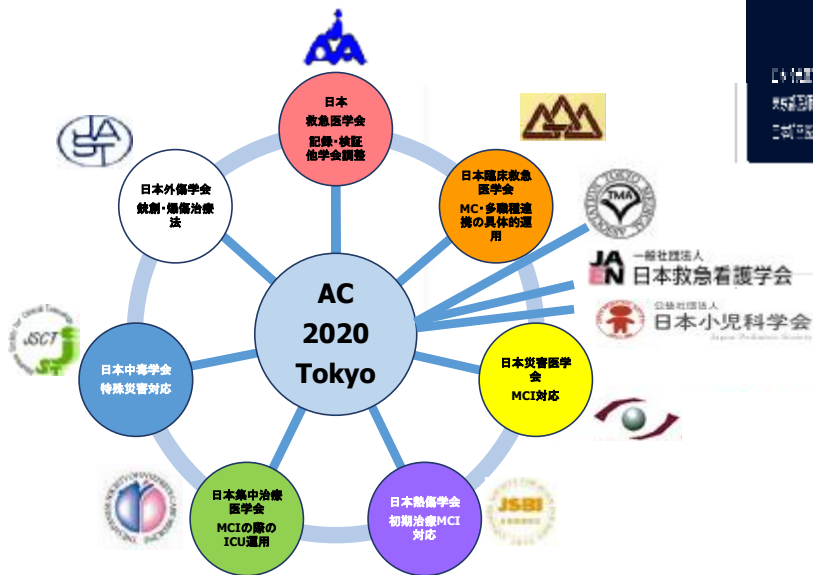 日本
救急医学会
記録・検証
他学会調整
日本臨床救急
医学会
MC・多職種連
携の具体的運
用
日本外傷学会
銃創・爆傷治療
法
TMA
一般社団法人
JA
EN
日本救急看護学会
公益社団法人
日本小児科学会
AC
2020
Tokyo
JSCT
日本中毒学会
特殊災害対応
日本災害医学
会
MCI対応
日本集中治療
医学会
MCIの際の
ICU運用
日本熱傷学会
初期治療MCI
対応
JSBI